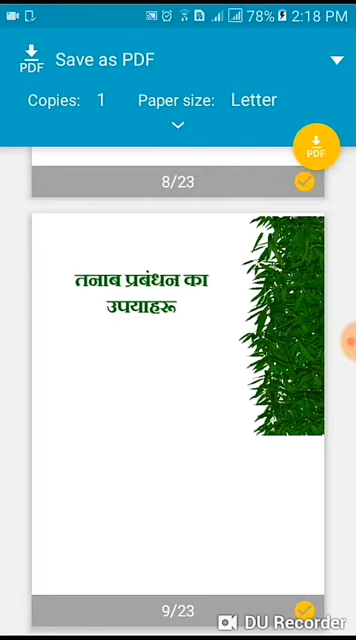 78% 2:18 PM
Save as PDF
PDF
Copies: 1 Paper size: Letter
PDF
8/23
तनाब प्रबंधन का
उपयाहरू
9/23
DU Recorder